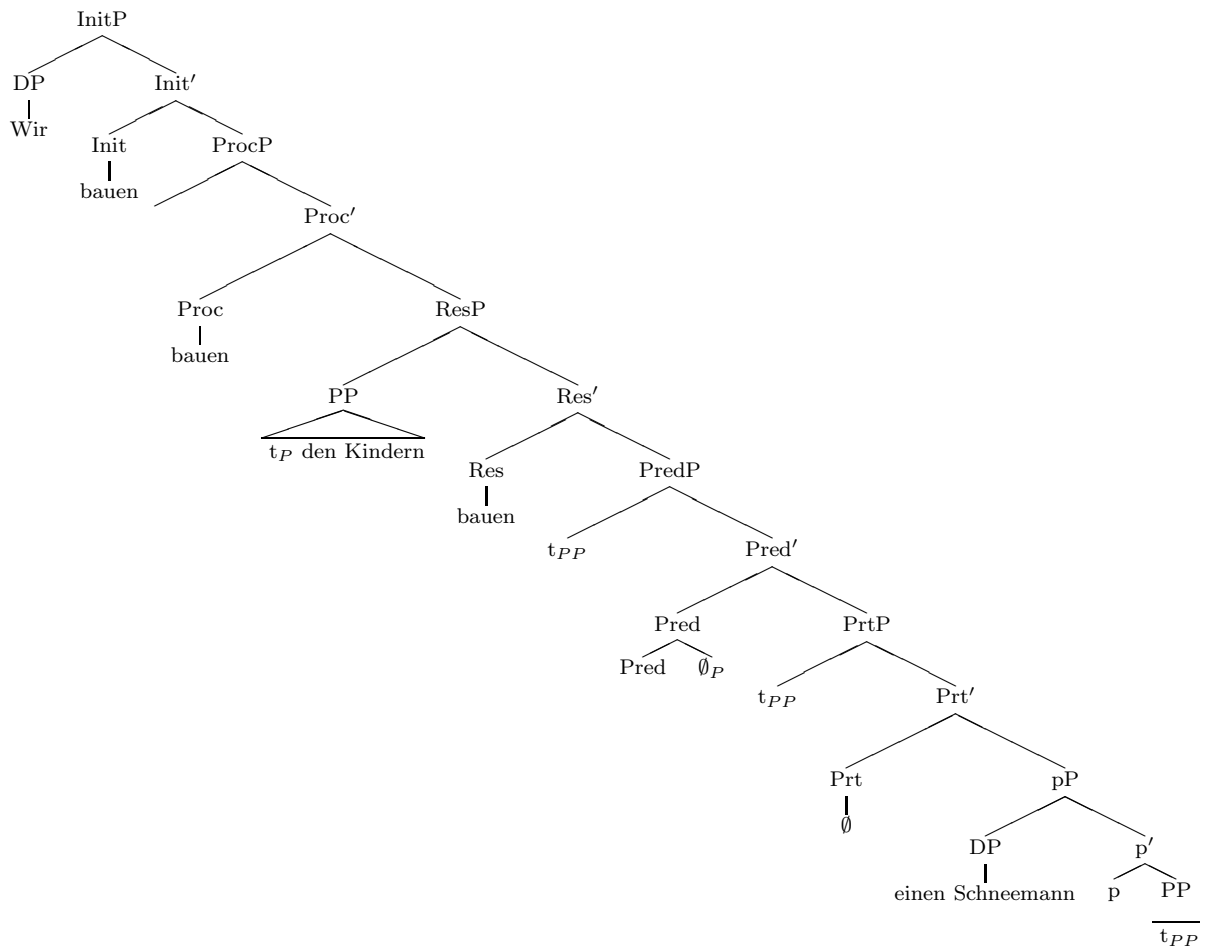 InitP
DP Init′
Wir
Init ProcP
bauen
Proc′
Proc ResP
bauen
PP Res′
t_P den Kindern
Res PredP
bauen
t_PP Pred′
Pred PrtP
Pred ∅_P
t_PP Prt′
Prt pP
∅
DP p′
einen Schneemann p PP
t_PP